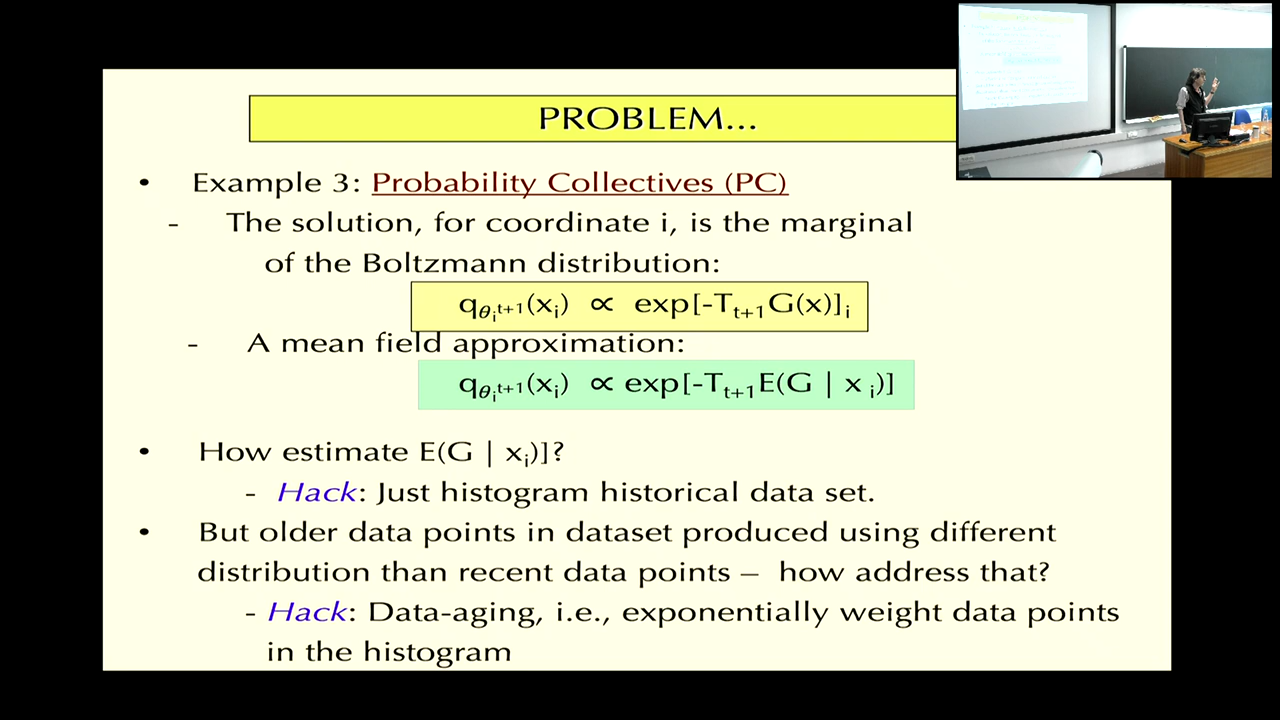 PROBLEM...
• Example 3: Probability Collectives (PC)
- The solution, for coordinate i, is the marginal
of the Boltzmann distribution:
qθᵢᵗ⁺¹(xᵢ) ∝ exp[-Tₜ₊₁G(x)]ᵢ
- A mean field approximation:
qθᵢᵗ⁺¹(xᵢ) ∝ exp[-Tₜ₊₁E(G | x ᵢ)]
• How estimate E(G | xᵢ)]?
- Hack: Just histogram historical data set.
• But older data points in dataset produced using different
distribution than recent data points – how address that?
- Hack: Data-aging, i.e., exponentially weight data points
in the histogram